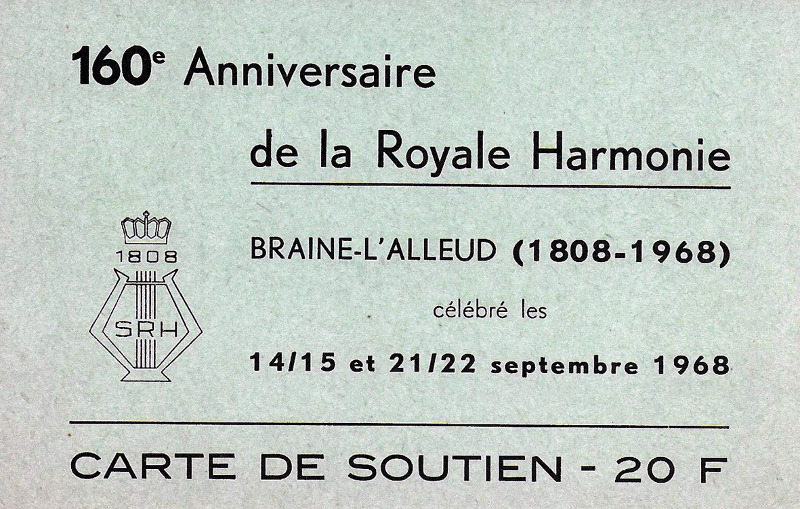 160e Anniversaire
de la Royale Harmonie
BRAINE-L'ALLEUD (1808-1968)
célébré les
14/15 et 21/22 septembre 1968
1808
SRH
CARTE DE SOUTIEN - 20 F